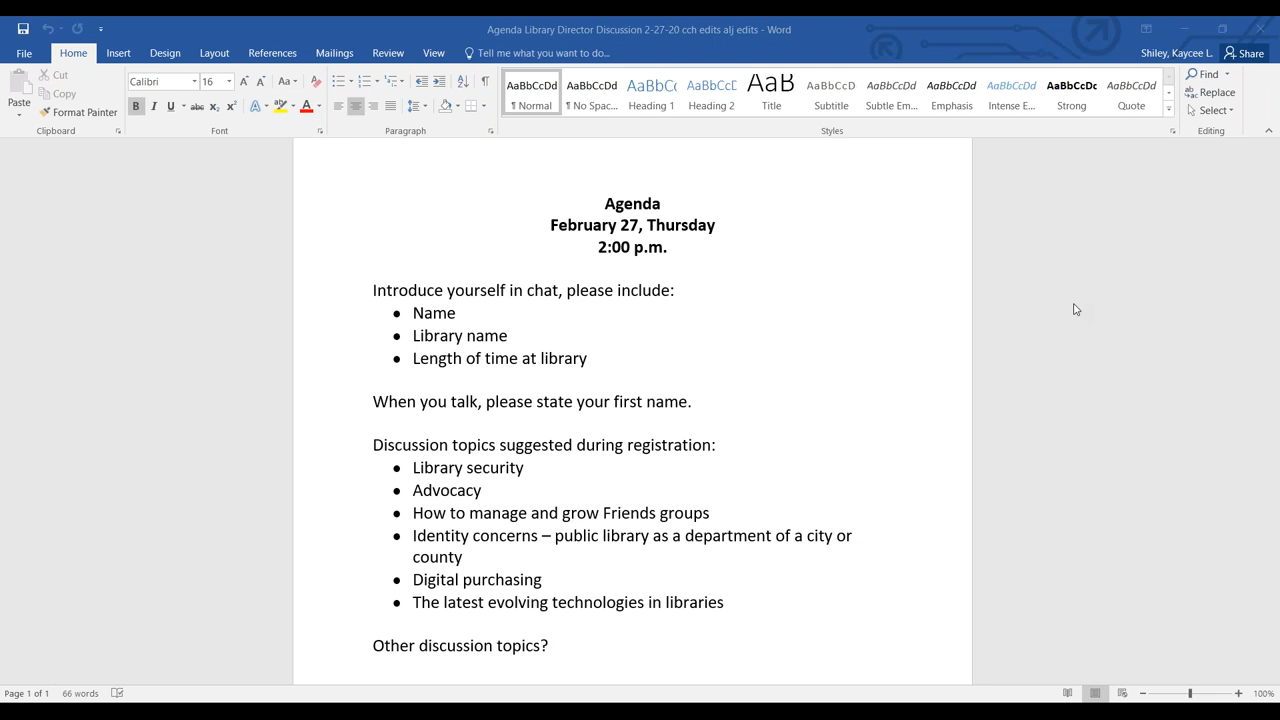 Agenda Library Director Discussion 2-27-20 cch edits alj edits - Word
File Home Insert Design Layout References Mailings Review View Tell me what you want to do... Shiley, Kaycee L. Share
Paste
Cut
Copy
Format Painter
Clipboard
Calibri 16
Font
Paragraph
AaBbCcDd AaBbCcDd AaBbCc AaBbCcD AaB AaBbCcD AaBbCcDd AaBbCcDd AaBbCcDd AaBbCcDc AaBbCcDd
¶ Normal ¶ No Spac... Heading 1 Heading 2 Title Subtitle Subtle Em... Emphasis Intense E... Strong Quote
Styles
Find
Replace
Select
Editing
Agenda
February 27, Thursday
2:00 p.m.
Introduce yourself in chat, please include:
• Name
• Library name
• Length of time at library
When you talk, please state your first name.
Discussion topics suggested during registration:
• Library security
• Advocacy
• How to manage and grow Friends groups
• Identity concerns – public library as a department of a city or
county
• Digital purchasing
• The latest evolving technologies in libraries
Other discussion topics?
Page 1 of 1 66 words 100%